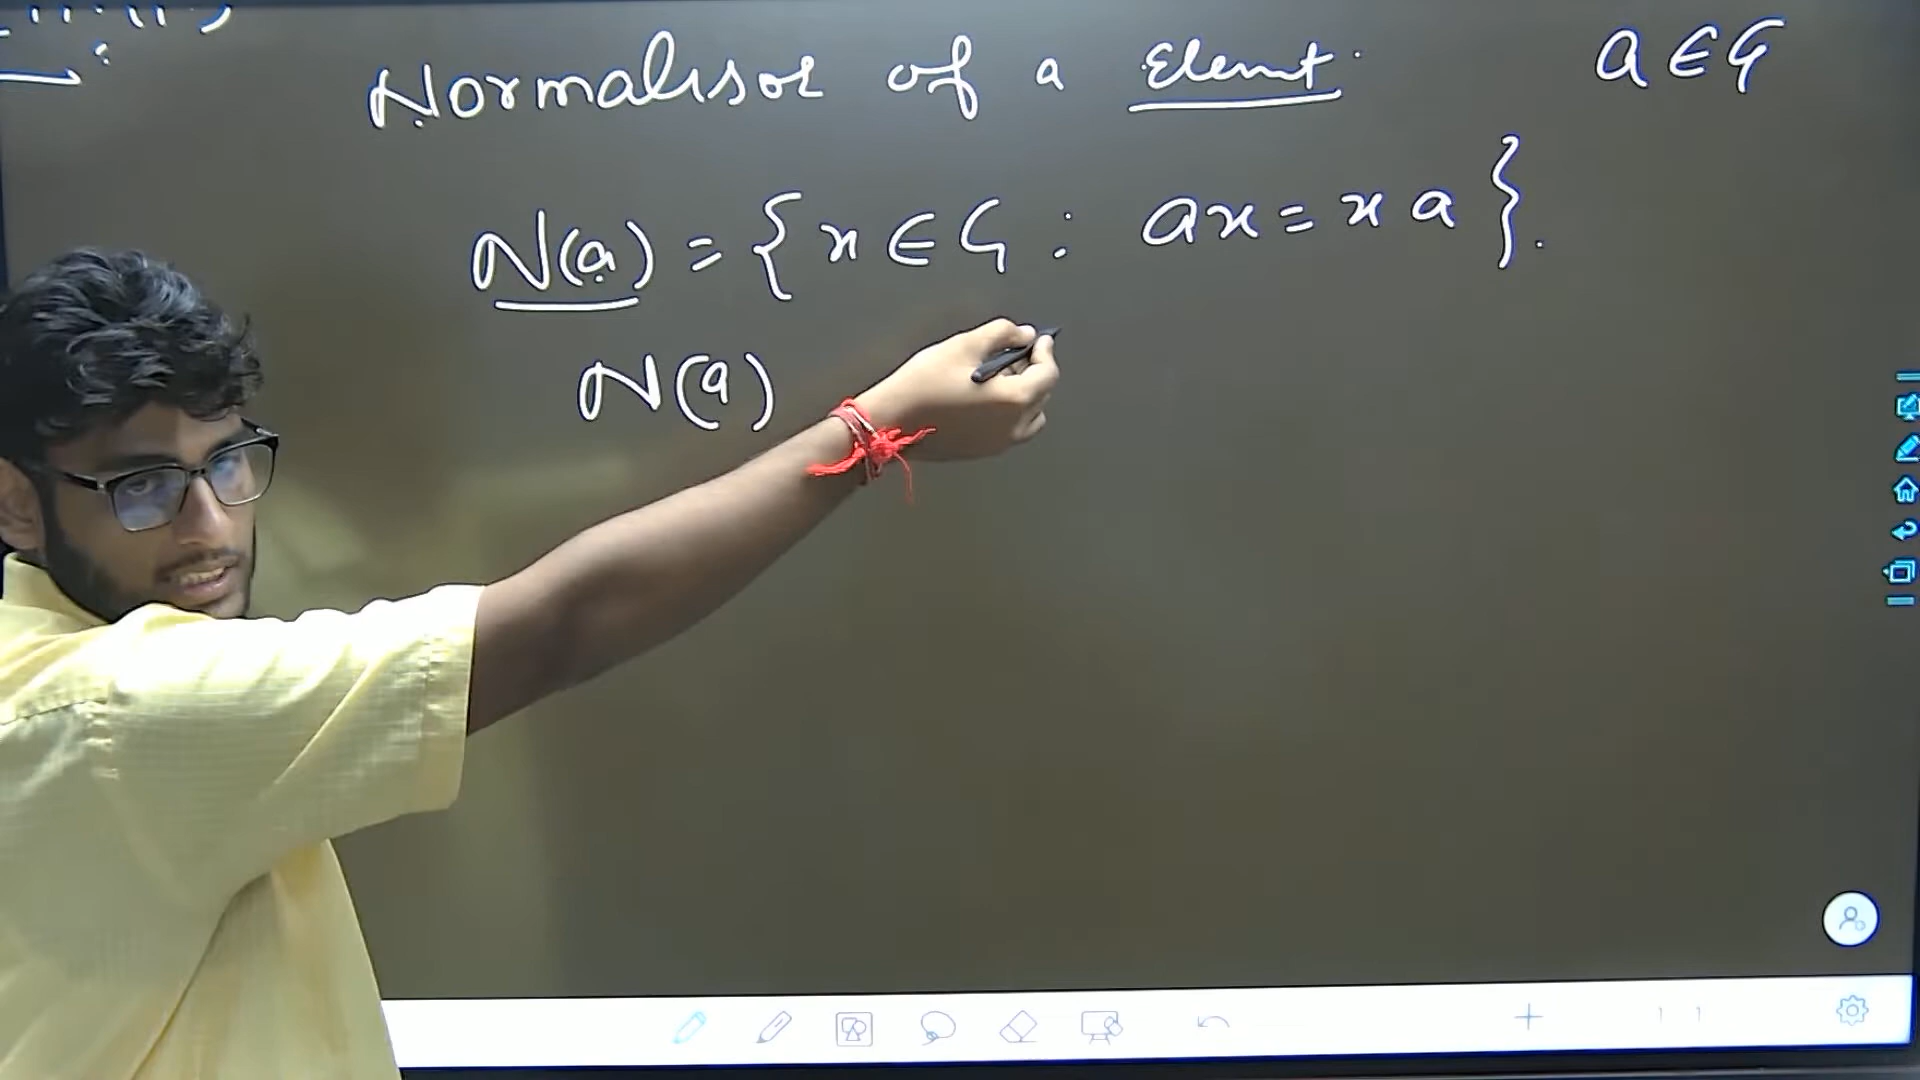 Normalisor of a Elemt. a ∈ G
N(a) = { x ∈ G : ax = xa }.
N(a)